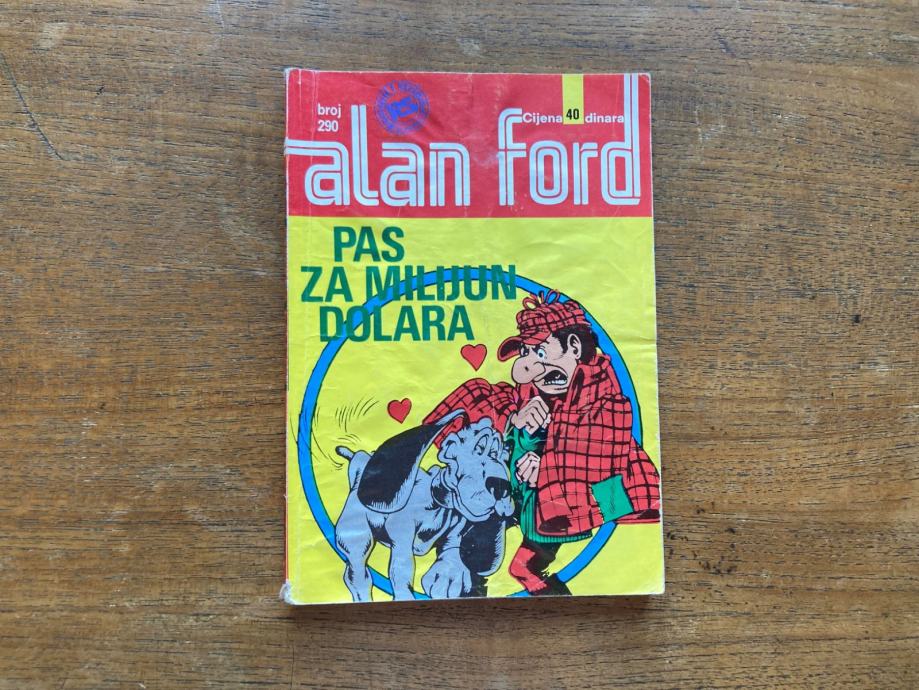 broj
290
Cijena 40 dinara
alan ford
PAS
ZA MILIJUN
DOLARA